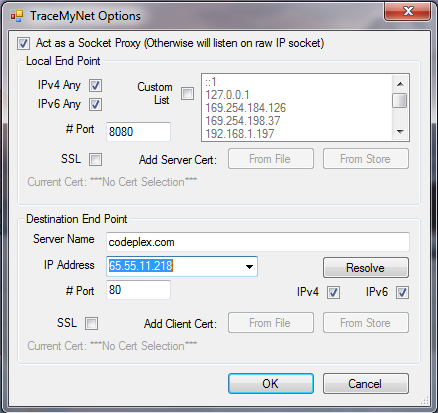 TraceMyNet Options
Act as a Socket Proxy (Otherwise will listen on raw IP socket)
Local End Point
IPv4 Any
IPv6 Any
Custom List
::1
127.0.0.1
169.254.184.126
169.254.198.37
192.168.1.197
# Port 8080
SSL
Add Server Cert: From File From Store
Current Cert: ***No Cert Selection***
Destination End Point
Server Name codeplex.com
IP Address 65.55.11.218 Resolve
# Port 80 IPv4 IPv6
SSL Add Client Cert: From File From Store
Current Cert: ***No Cert Selection***
OK Cancel